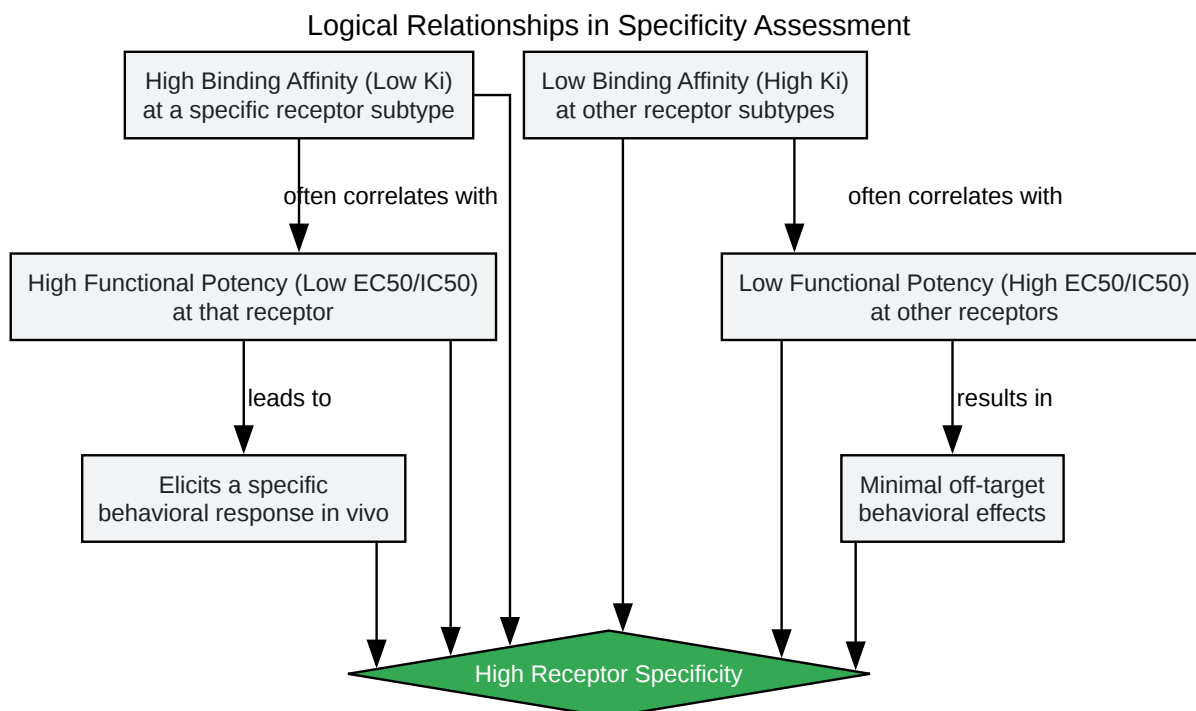 Logical Relationships in Specificity Assessment
High Binding Affinity (Low Ki)
at a specific receptor subtype
Low Binding Affinity (High Ki)
at other receptor subtypes
often correlates with
often correlates with
High Functional Potency (Low EC50/IC50)
at that receptor
Low Functional Potency (High EC50/IC50)
at other receptors
leads to
results in
Elicits a specific
behavioral response in vivo
Minimal off-target
behavioral effects
High Receptor Specificity